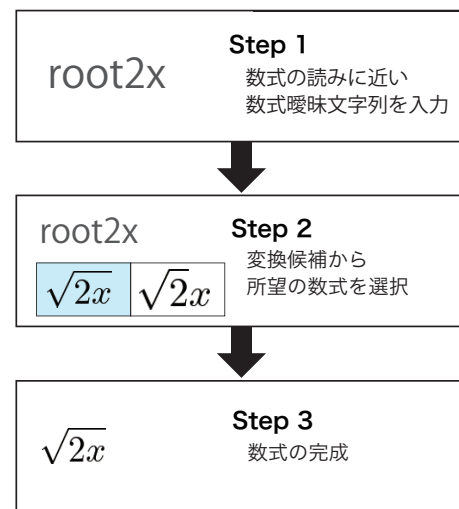 root2x
Step 1
数式の読みに近い
数式曖昧文字列を入力
root2x
√2x
√2x
Step 2
変換候補から
所望の数式を選択
√2x
Step 3
数式の完成